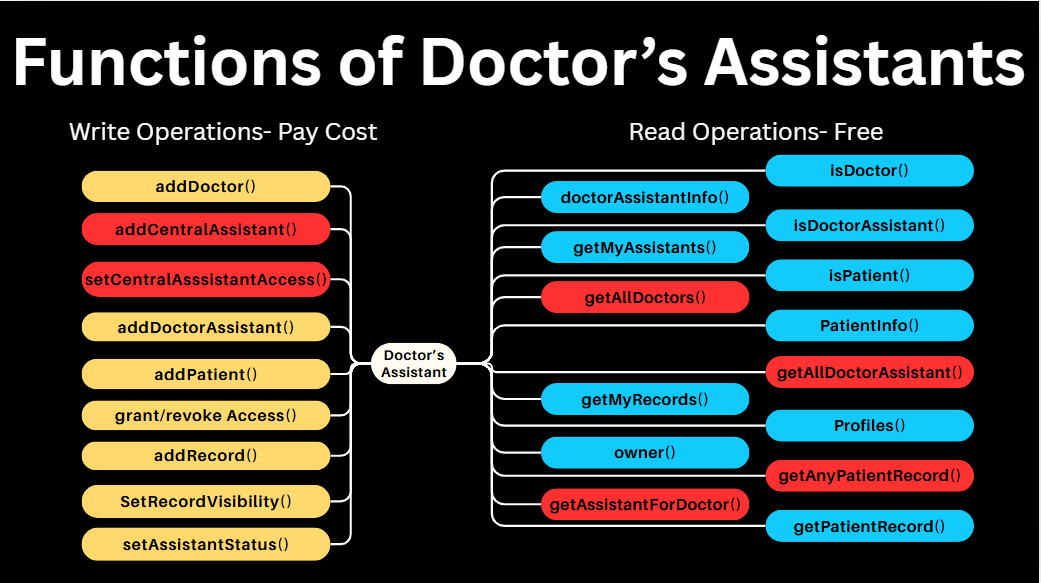 Functions of Doctor’s Assistants
Write Operations- Pay Cost
addDoctor()
addCentralAssistant()
setCentralAsssistantAccess()
addDoctorAssistant()
addPatient()
grant/revoke Access()
addRecord()
SetRecordVisibility()
setAssistantStatus()
Doctor’s
Assistant
Read Operations- Free
isDoctor()
doctorAssistantInfo()
isDoctorAssistant()
getMyAssistants()
isPatient()
getAllDoctors()
PatientInfo()
getAllDoctorAssistant()
getMyRecords()
Profiles()
owner()
getAnyPatientRecord()
getAssistantForDoctor()
getPatientRecord()